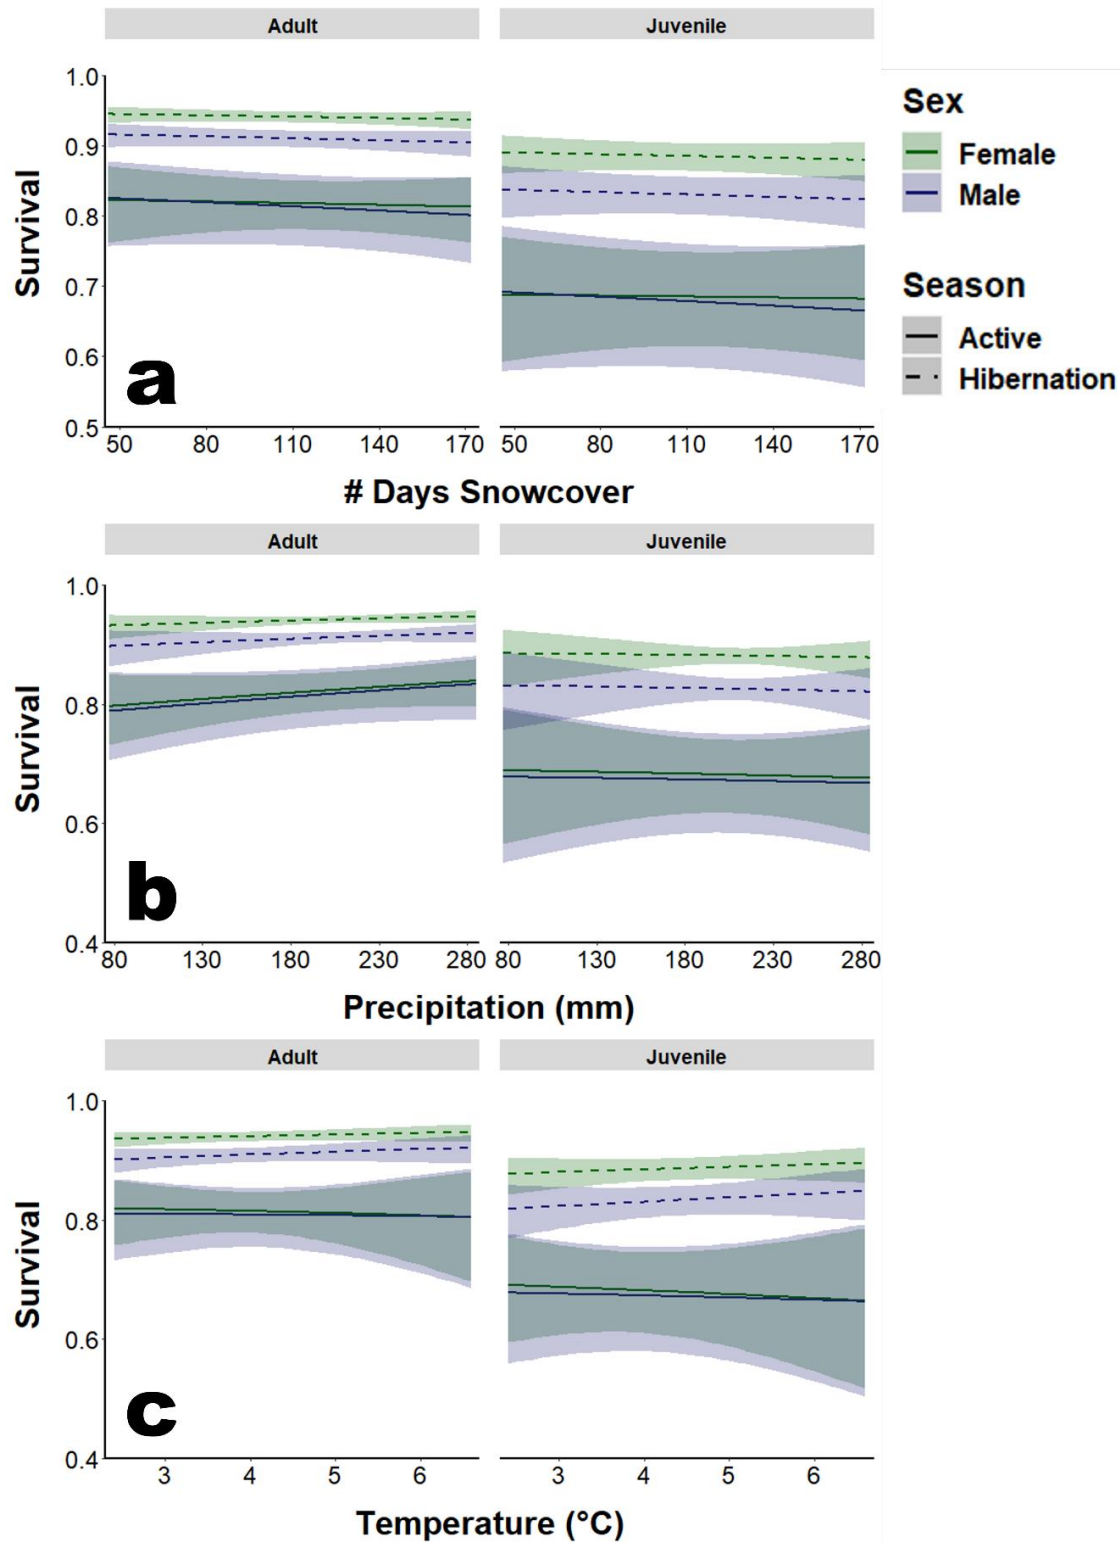 Adult Juvenile
Survival
1.0
0.9
0.8
0.7
0.6
0.5
a
50 80 110 140 170 50 80 110 140 170
# Days Snowcover
Sex
Female
Male
Season
Active
Hibernation
Adult Juvenile
Survival
1.0
0.8
0.6
0.4
b
80 130 180 230 280 80 130 180 230 280
Precipitation (mm)
Adult Juvenile
Survival
1.0
0.8
0.6
0.4
c
3 4 5 6 3 4 5 6
Temperature (°C)